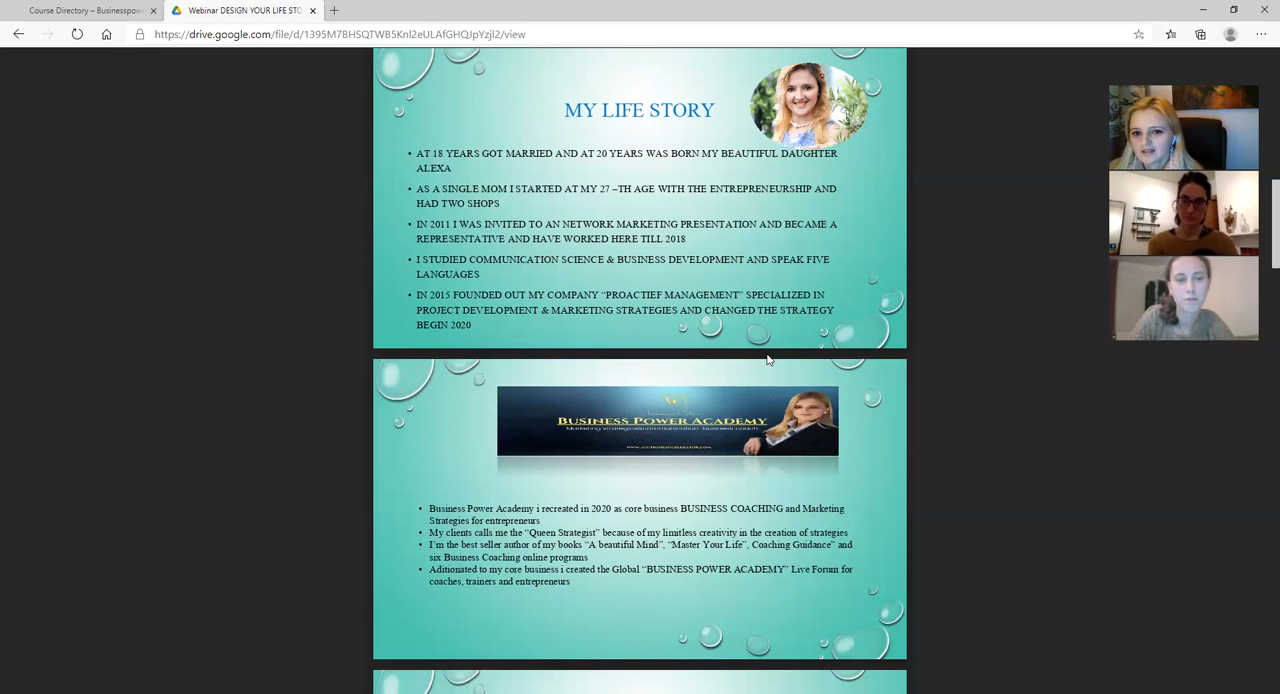 Course Directory – Businesspow
Webinar DESIGN YOUR LIFE STO
https://drive.google.com/file/d/1395M7BHSQTWB5Knl2eULAfGHQJpYzjl2/view
MY LIFE STORY
• AT 18 YEARS GOT MARRIED AND AT 20 YEARS WAS BORN MY BEAUTIFUL DAUGHTER
ALEXA
• AS A SINGLE MOM I STARTED AT MY 27 –TH AGE WITH THE ENTREPRENEURSHIP AND
HAD TWO SHOPS
• IN 2011 I WAS INVITED TO AN NETWORK MARKETING PRESENTATION AND BECAME A
REPRESENTATIVE AND HAVE WORKED HERE TILL 2018
• I STUDIED COMMUNICATION SCIENCE & BUSINESS DEVELOPMENT AND SPEAK FIVE
LANGUAGES
• IN 2015 FOUNDED OUT MY COMPANY “PROACTIEF MANAGEMENT” SPECIALIZED IN
PROJECT DEVELOPMENT & MARKETING STRATEGIES AND CHANGED THE STRATEGY
BEGIN 2020
BUSINESS POWER ACADEMY
• Business Power Academy i recreated in 2020 as core business BUSINESS COACHING and Marketing
Strategies for entrepreneurs
• My clients calls me the “Queen Strategist” because of my limitless creativity in the creation of strategies
• I’m the best seller author of my books “A beautiful Mind”, “Master Your Life”, Coaching Guidance” and
six Business Coaching online programs
• Aditionated to my core business i created the Global “BUSINESS POWER ACADEMY” Live Forum for
coaches, trainers and entrepreneurs